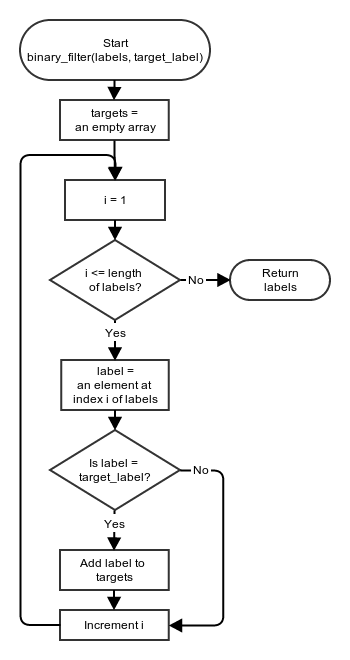 Start
binary_filter(labels, target_label)
targets =
an empty array
i = 1
i <= length
of labels?
No
Return
labels
Yes
label =
an element at
index i of labels
Is label =
target_label?
No
Yes
Add label to
targets
Increment i